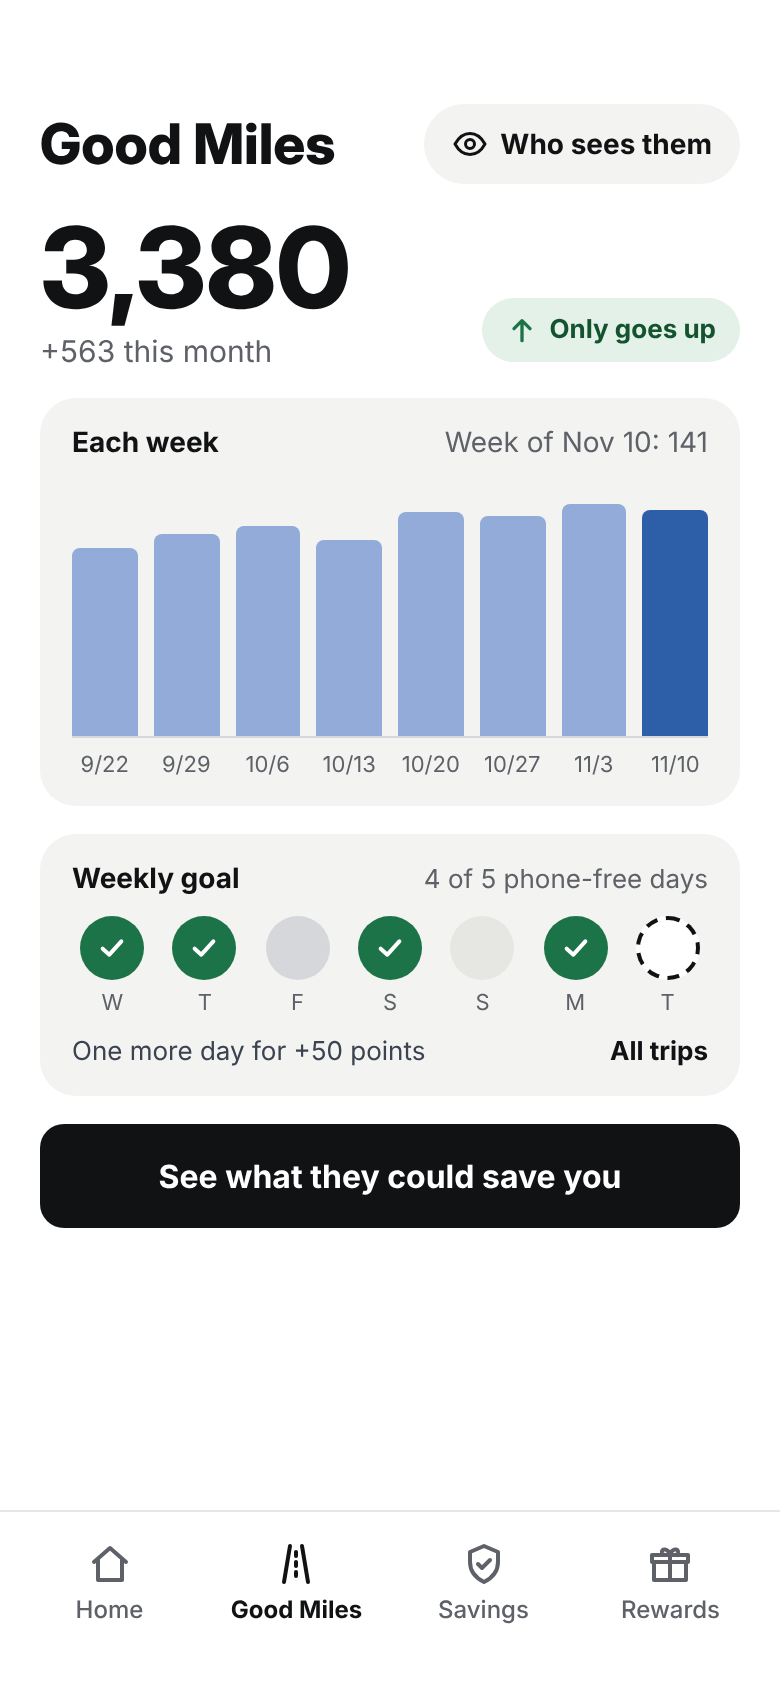 Good Miles
Who sees them
3,380
+563 this month
Only goes up
Each week
Week of Nov 10: 141
9/22 9/29 10/6 10/13 10/20 10/27 11/3 11/10
Weekly goal
4 of 5 phone-free days
W T F S S M T
One more day for +50 points
All trips
See what they could save you
Home Good Miles Savings Rewards